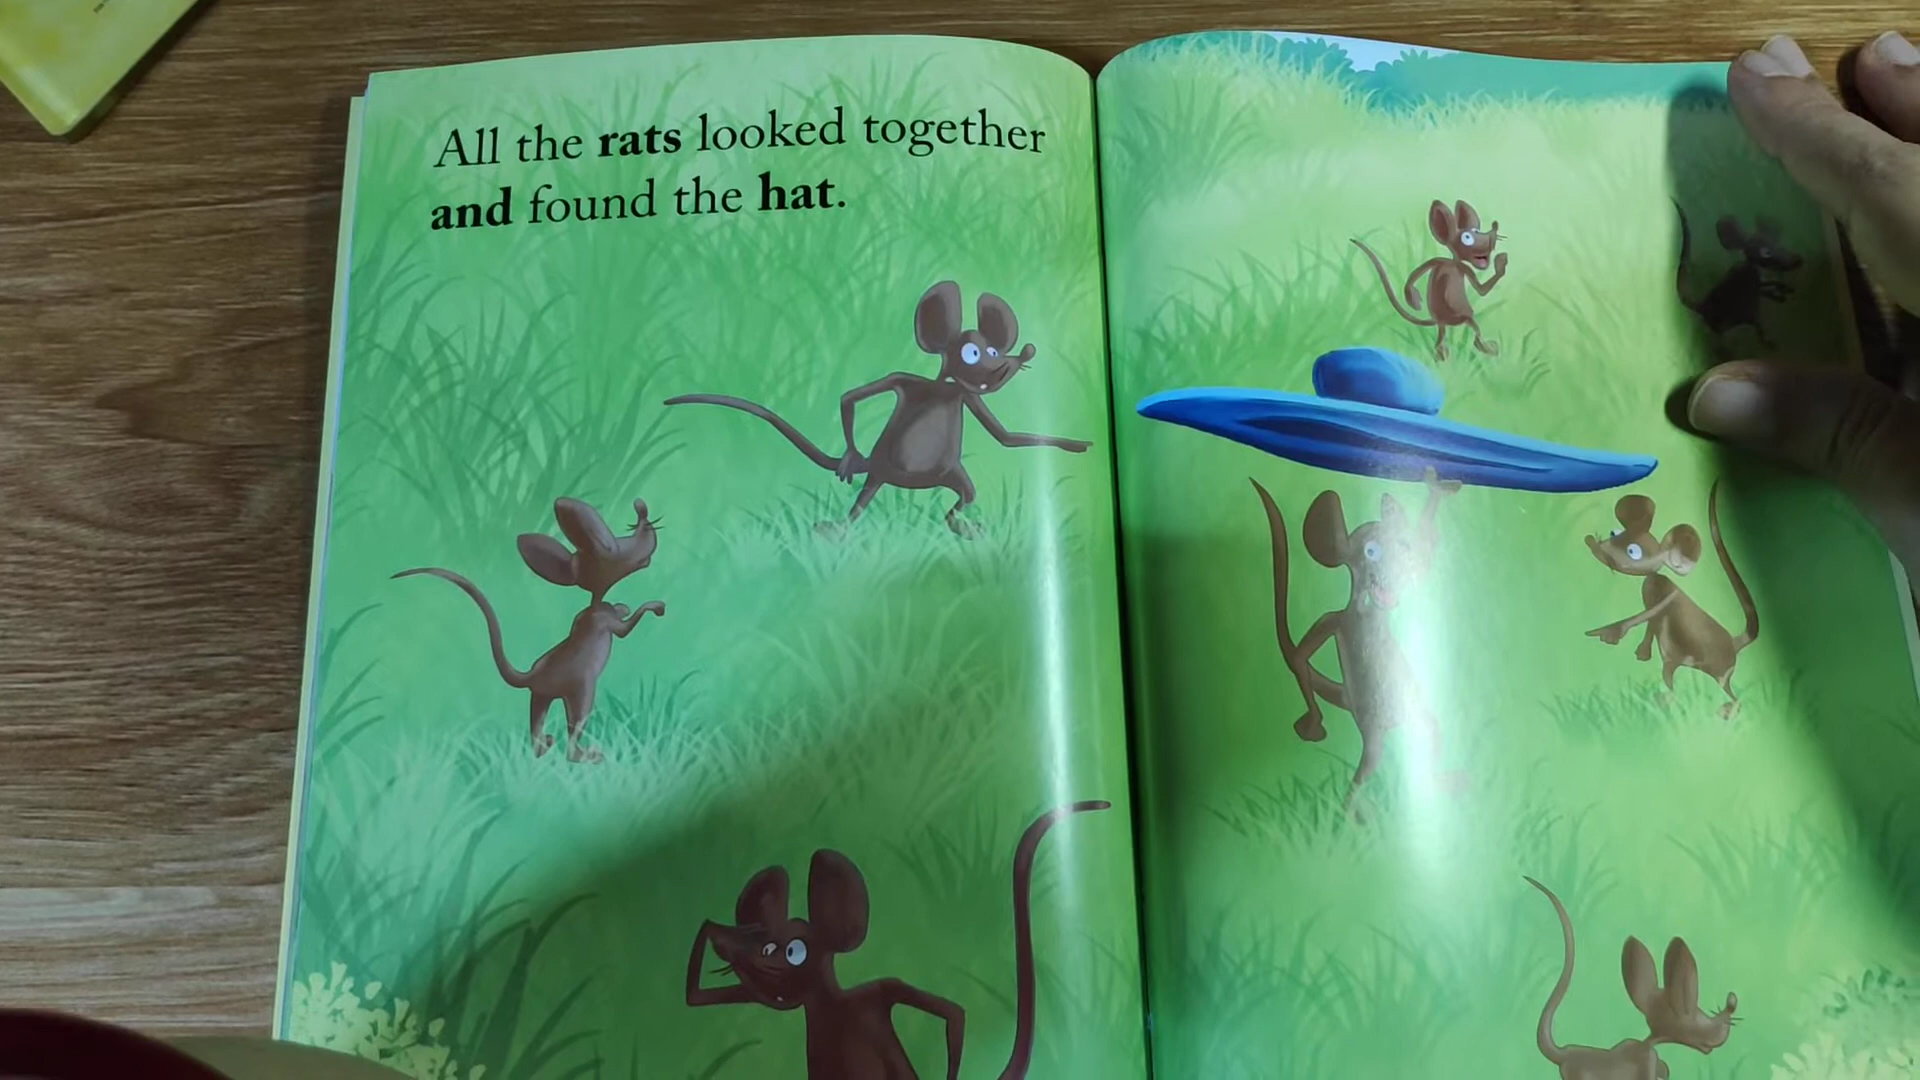 All the rats looked together
and found the hat.